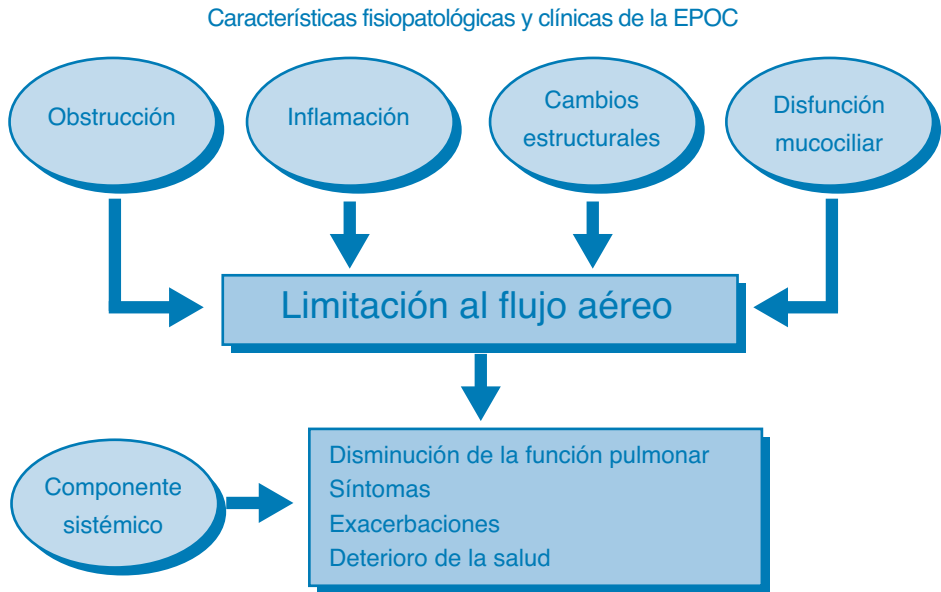 Características fisiopatológicas y clínicas de la EPOC
Obstrucción
Inflamación
Cambios
estructurales
Disfunción
mucociliar
Limitación al flujo aéreo
Componente
sistémico
Disminución de la función pulmonar
Síntomas
Exacerbaciones
Deterioro de la salud